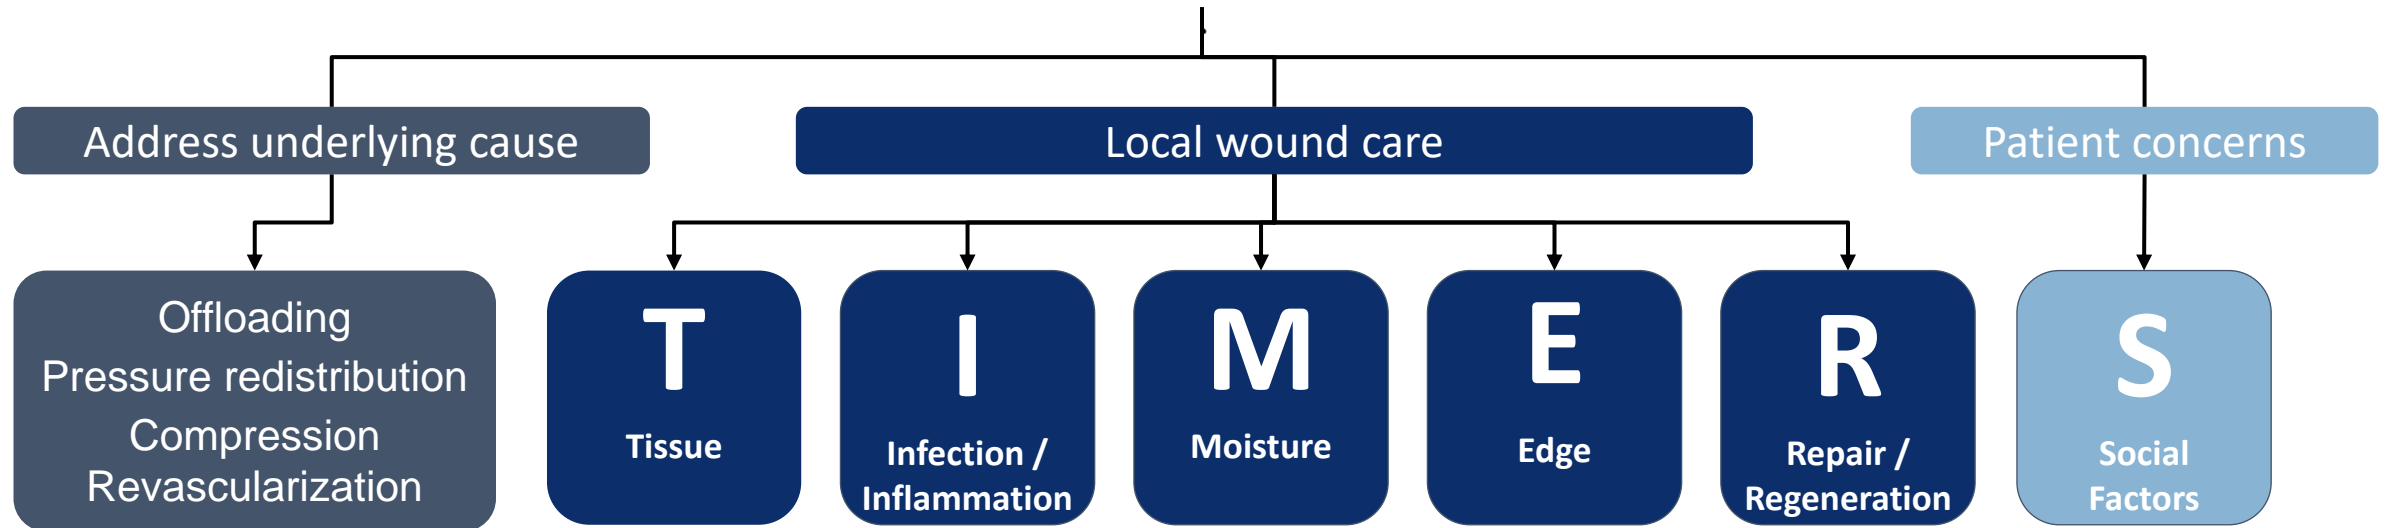 Address underlying cause
Local wound care
Patient concerns
Offloading
Pressure redistribution
Compression
Revascularization
T
Tissue
I
Infection /
Inflammation
M
Moisture
E
Edge
R
Repair /
Regeneration
S
Social
Factors